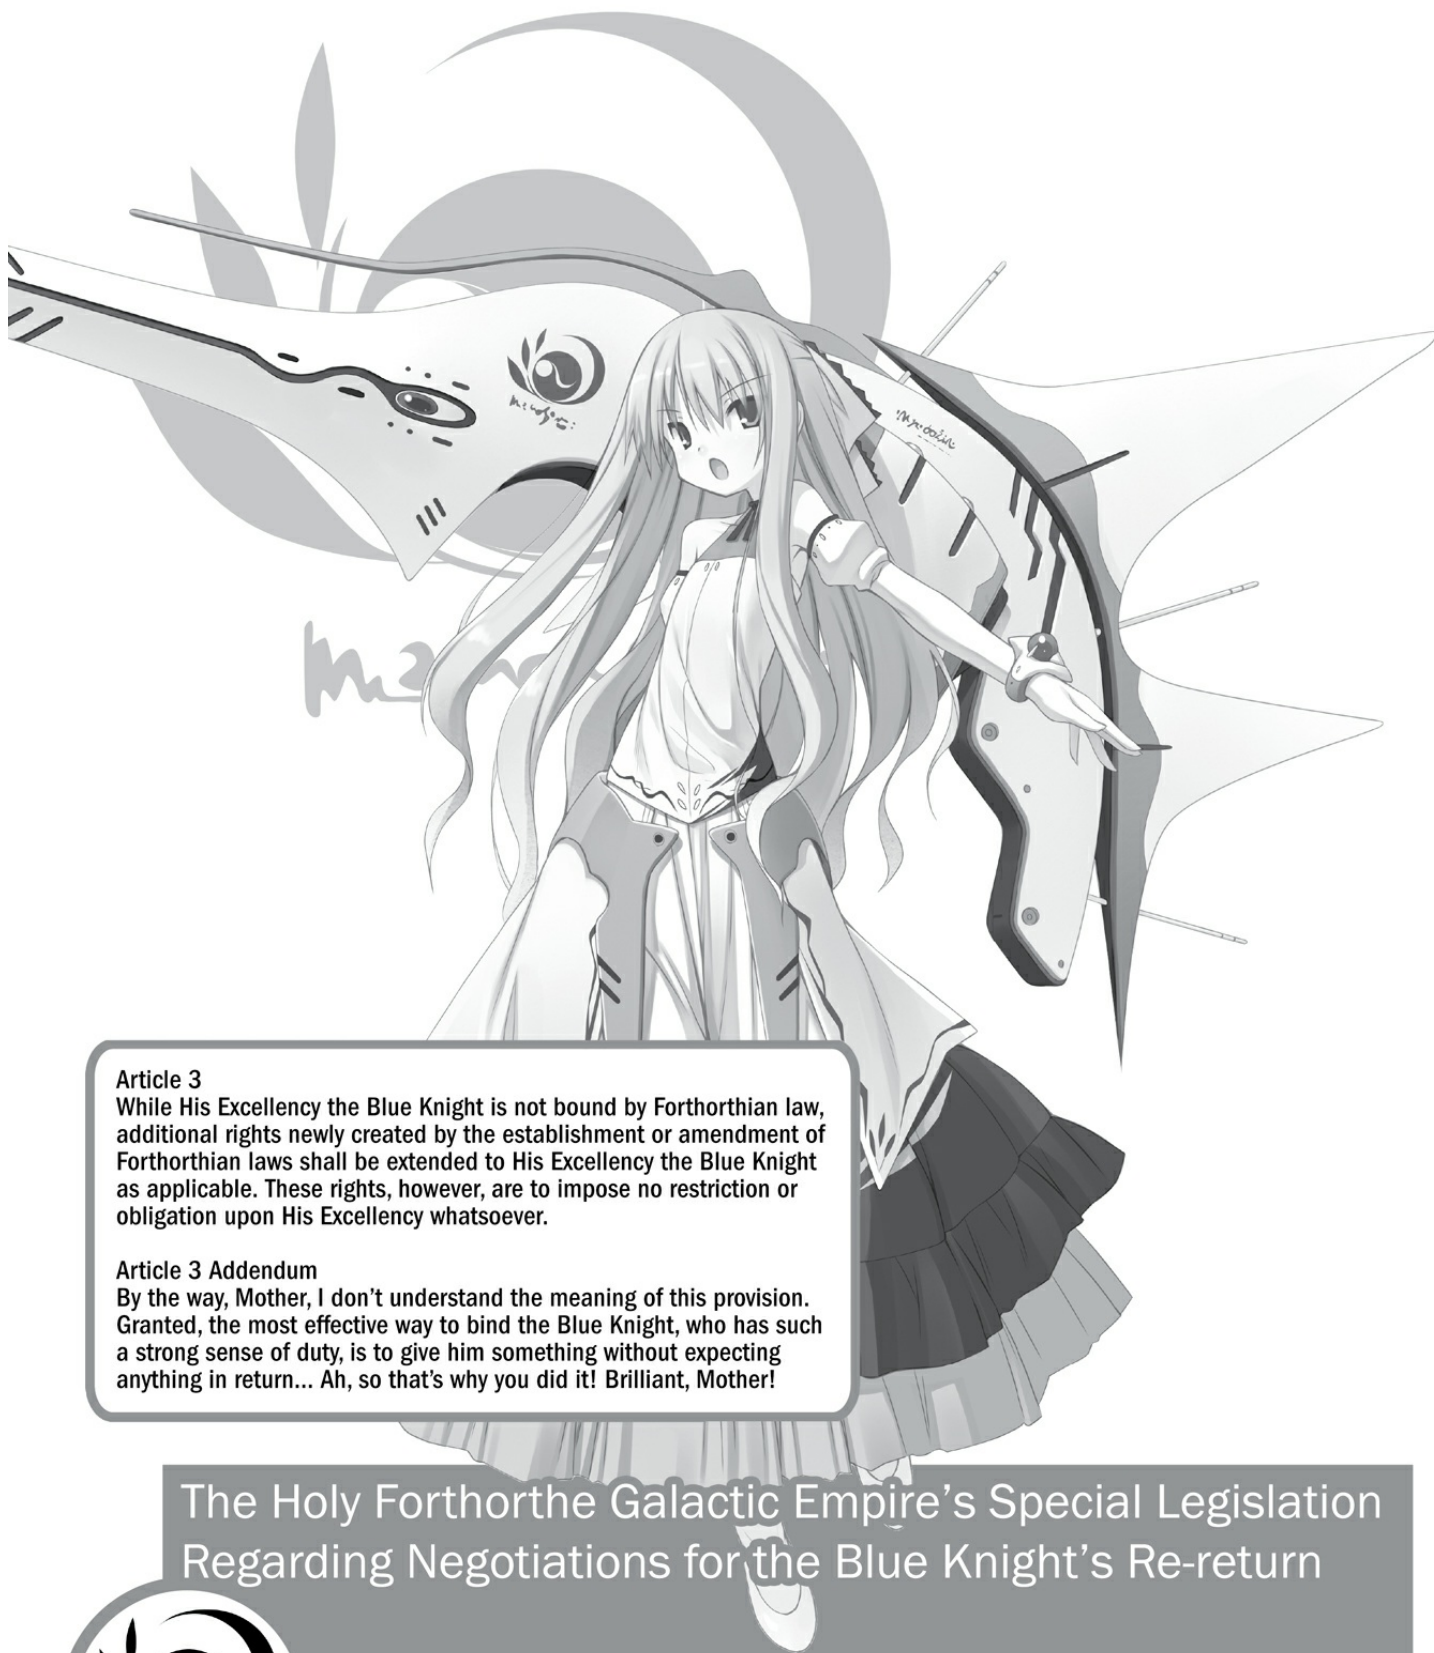 Article 3
While His Excellency the Blue Knight is not bound by Forthorthian law,
additional rights newly created by the establishment or amendment of
Forthorthian laws shall be extended to His Excellency the Blue Knight
as applicable. These rights, however, are to impose no restriction or
obligation upon His Excellency whatsoever.
Article 3 Addendum
By the way, Mother, I don’t understand the meaning of this provision.
Granted, the most effective way to bind the Blue Knight, who has such
a strong sense of duty, is to give him something without expecting
anything in return... Ah, so that’s why you did it! Brilliant, Mother!
The Holy Forthorthe Galactic Empire’s Special Legislation
Regarding Negotiations for the Blue Knight’s Re-return